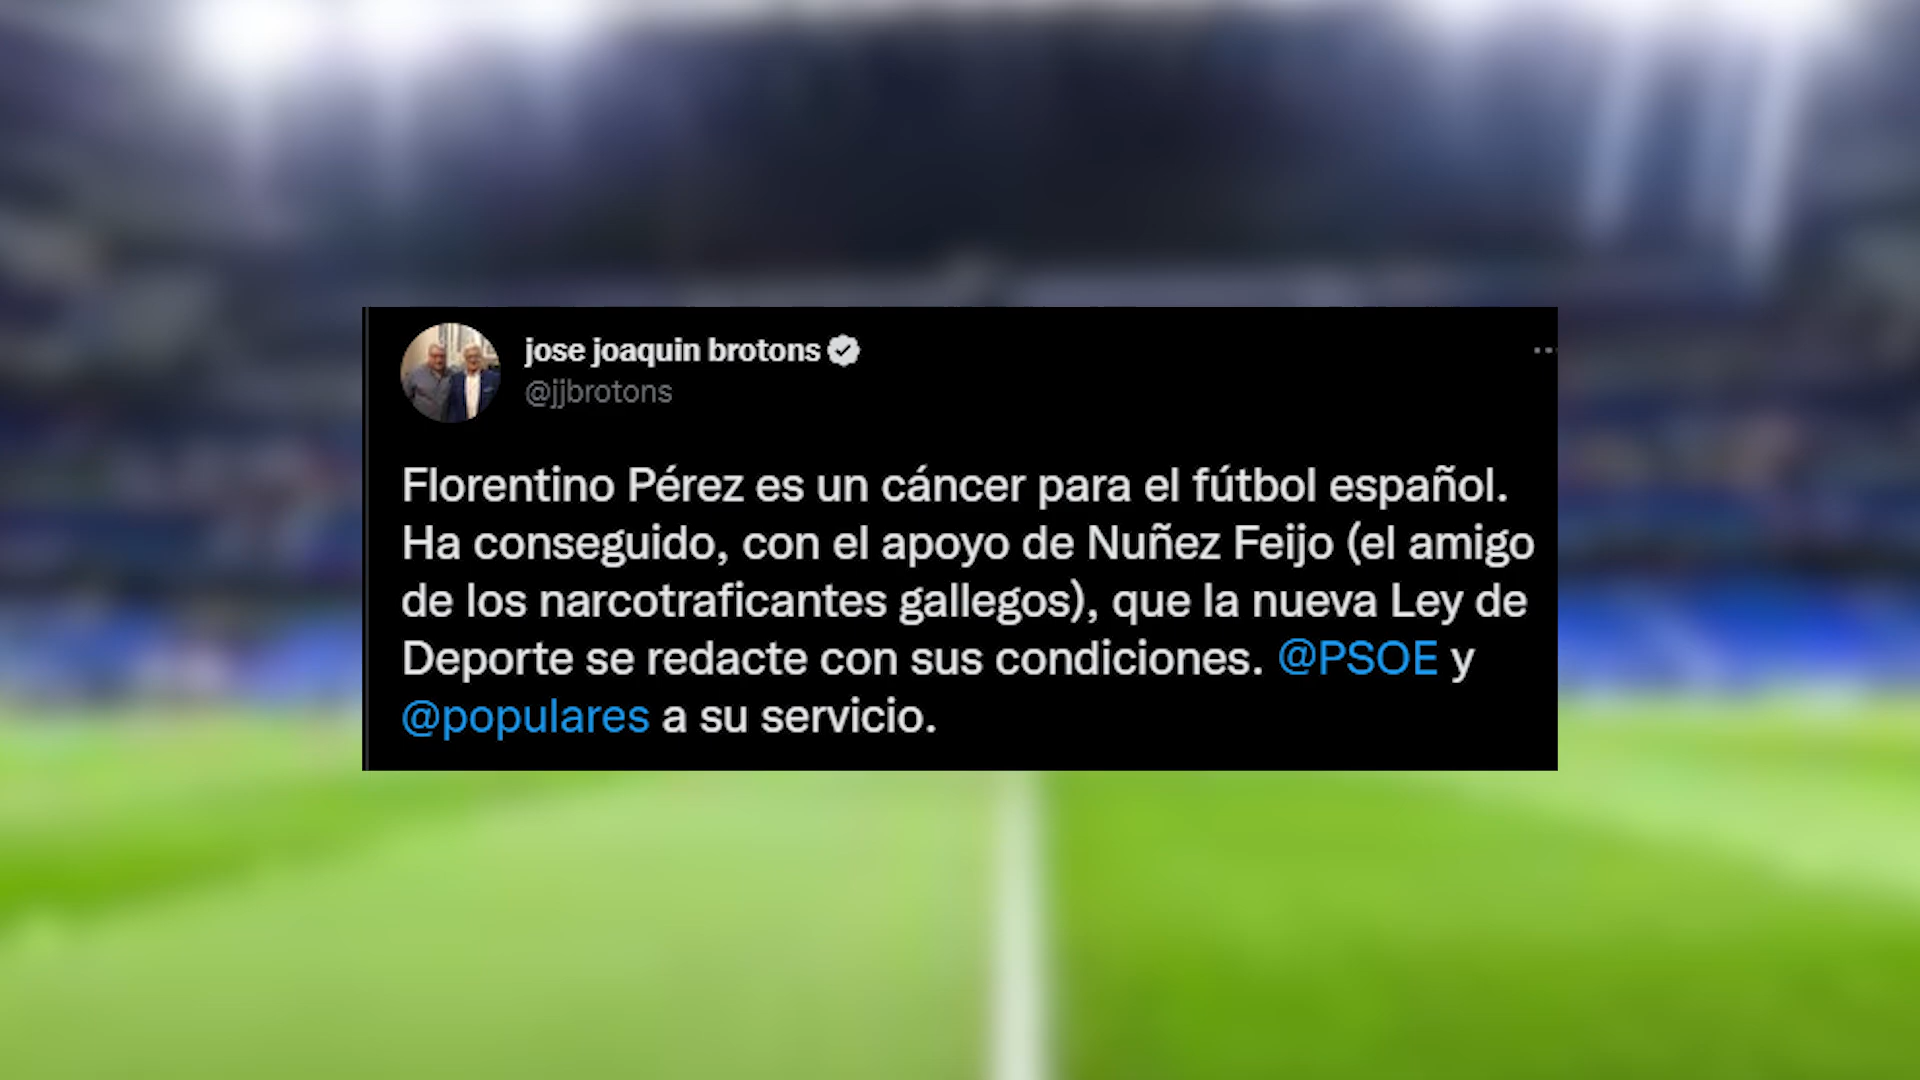 jose joaquin brotons
@jjbrotons
Florentino Pérez es un cáncer para el fútbol español.
Ha conseguido, con el apoyo de Nuñez Feijo (el amigo
de los narcotraficantes gallegos), que la nueva Ley de
Deporte se redacte con sus condiciones. @PSOE y
@populares a su servicio.